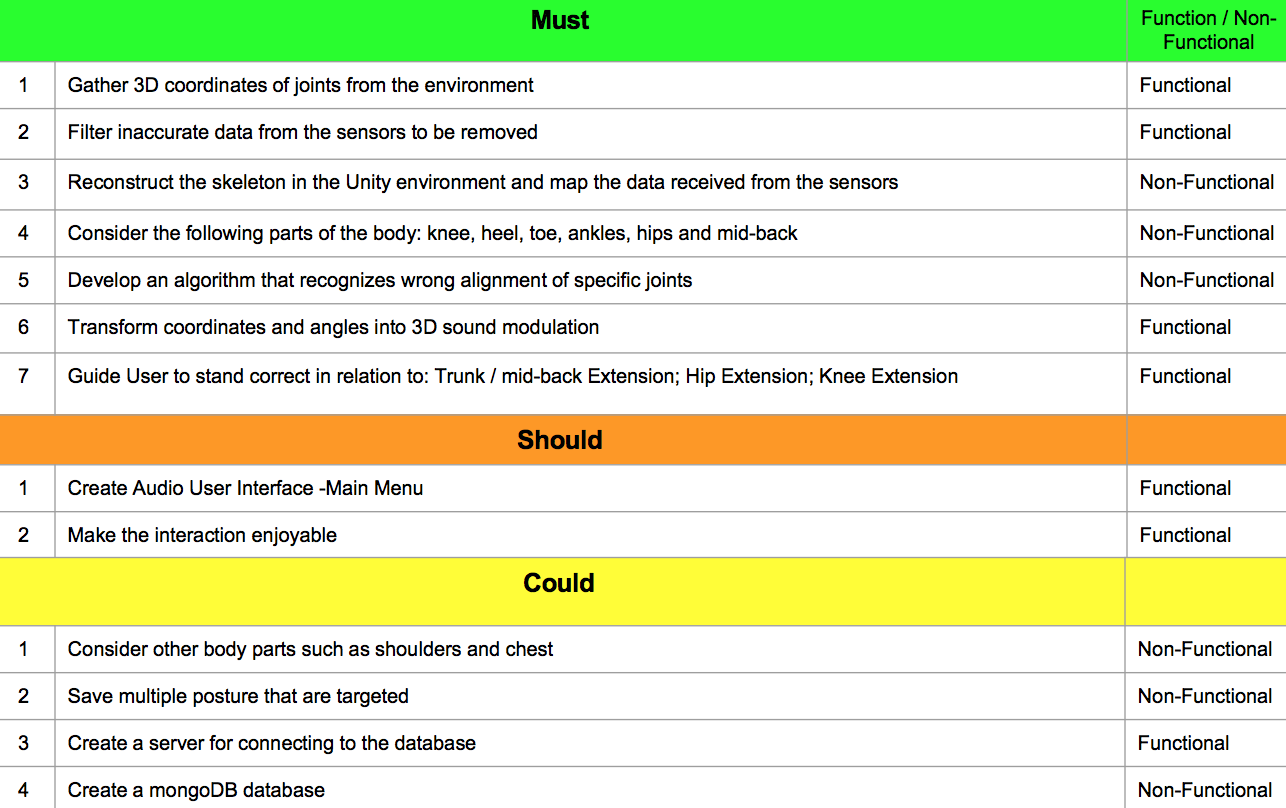 Must Function / Non-
Functional
1 Gather 3D coordinates of joints from the environment Functional
2 Filter inaccurate data from the sensors to be removed Functional
3 Reconstruct the skeleton in the Unity environment and map the data received from the sensors Non-Functional
4 Consider the following parts of the body: knee, heel, toe, ankles, hips and mid-back Non-Functional
5 Develop an algorithm that recognizes wrong alignment of specific joints Non-Functional
6 Transform coordinates and angles into 3D sound modulation Functional
7 Guide User to stand correct in relation to: Trunk / mid-back Extension; Hip Extension; Knee Extension Functional
Should
1 Create Audio User Interface -Main Menu Functional
2 Make the interaction enjoyable Functional
Could
1 Consider other body parts such as shoulders and chest Non-Functional
2 Save multiple posture that are targeted Non-Functional
3 Create a server for connecting to the database Functional
4 Create a mongoDB database Non-Functional